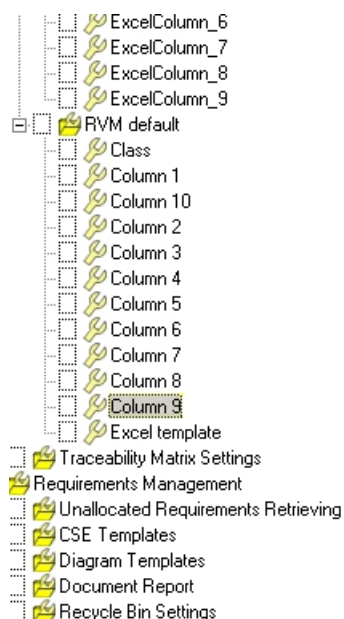 ExcelColumn_6
ExcelColumn_7
ExcelColumn_8
ExcelColumn_9
RVM default
Class
Column 1
Column 10
Column 2
Column 3
Column 4
Column 5
Column 6
Column 7
Column 8
Column 9
Excel template
Traceability Matrix Settings
Requirements Management
Unallocated Requirements Retrieving
CSE Templates
Diagram Templates
Document Report
Recycle Bin Settings